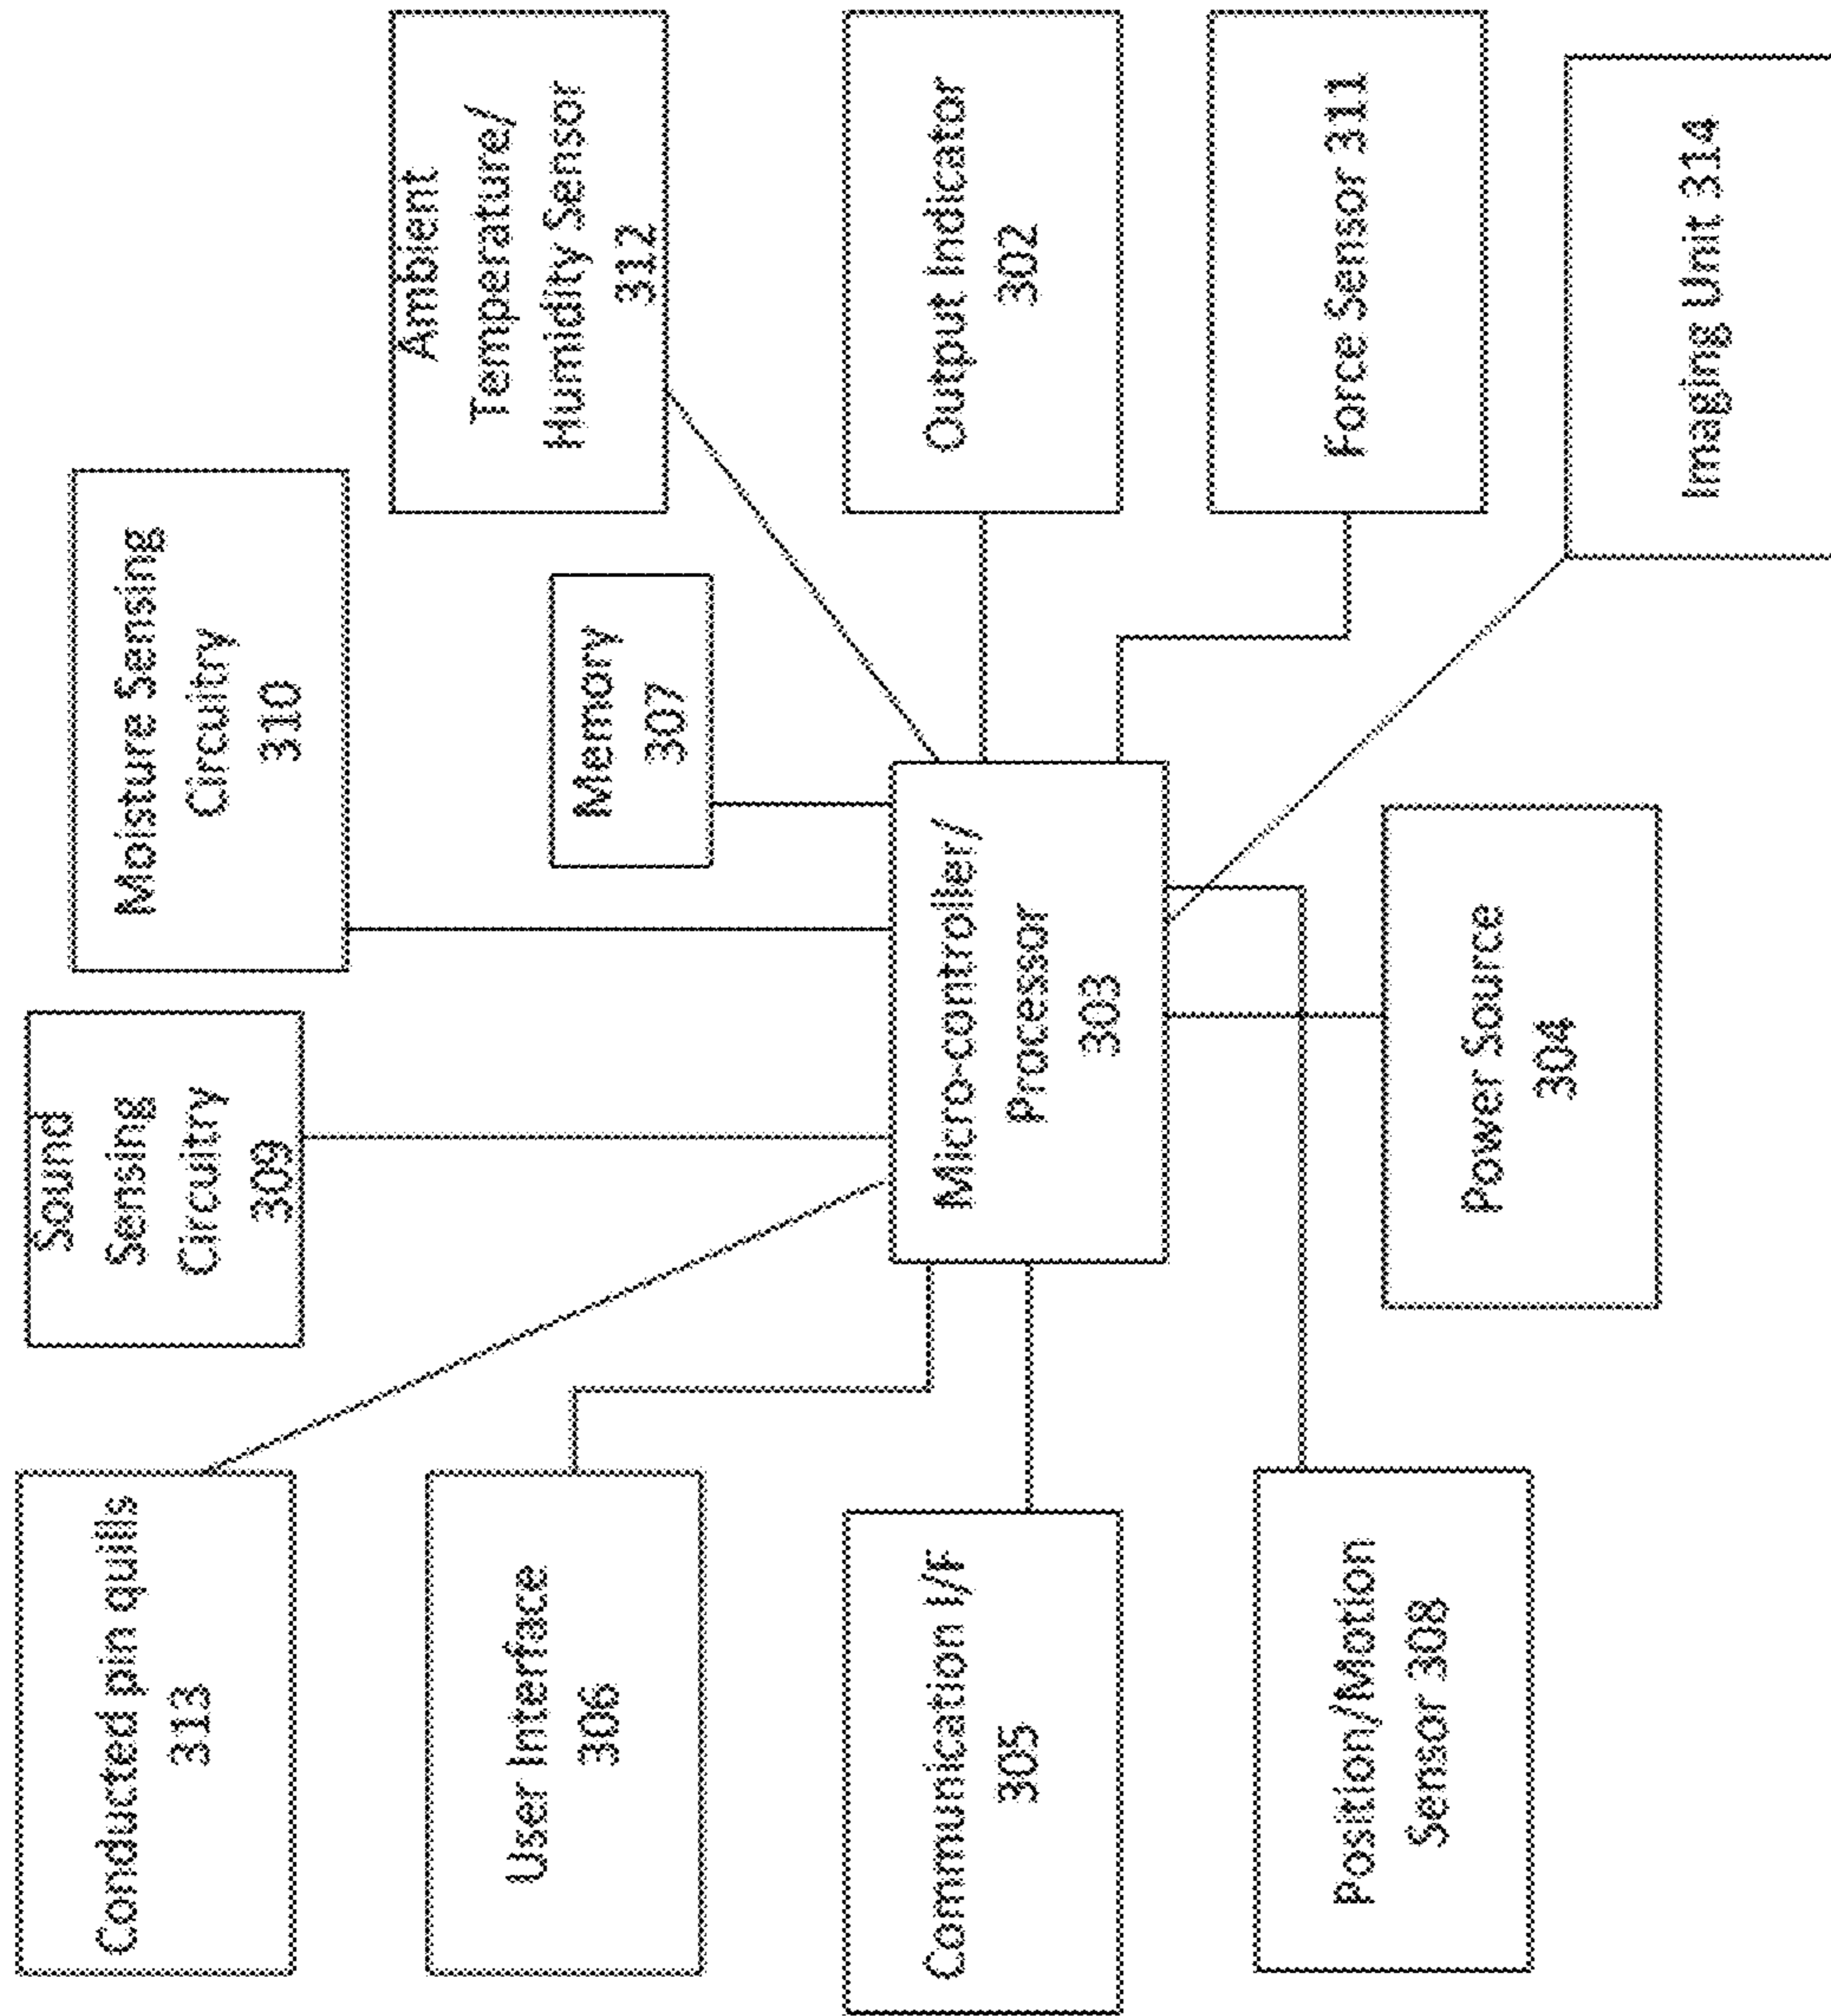 Conducted pin quills
313
Sound
Sensing
Circuitry
309
Moisture Sensing
Circuitry
310
Ambient
Temperature/
Humidity Sensor
312
User Interface
306
Memory
307
Communication I/F
305
Micro-controller/
Processor
303
Output Indicator
302
Position/Motion
Sensor 308
Power Source
304
Force Sensor 311
Imaging Unit 314